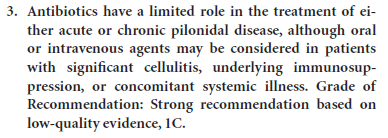 3. Antibiotics have a limited role in the treatment of ei-
ther acute or chronic pilonidal disease, although oral
or intravenous agents may be considered in patients
with significant cellulitis, underlying immunosup-
pression, or concomitant systemic illness. Grade of
Recommendation: Strong recommendation based on
low-quality evidence, 1C.